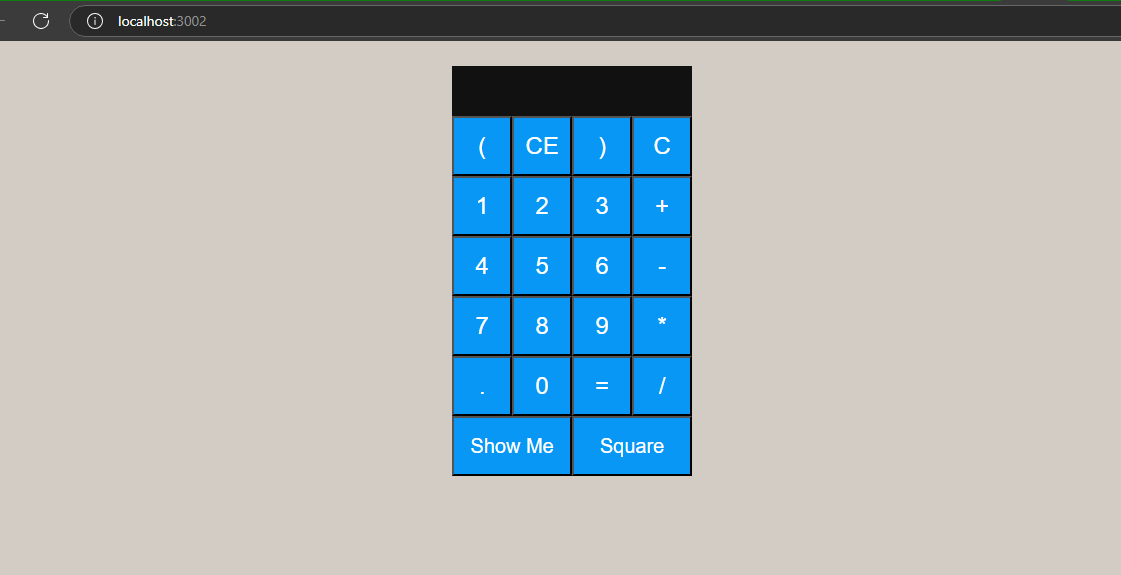 localhost:3002
( CE ) C
1 2 3 +
4 5 6 -
7 8 9 *
. 0 = /
Show Me Square